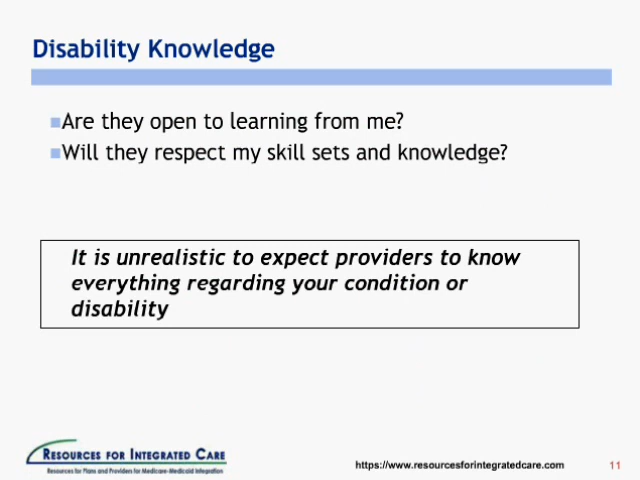 Disability Knowledge
Are they open to learning from me?
Will they respect my skill sets and knowledge?
It is unrealistic to expect providers to know
everything regarding your condition or
disability
RESOURCES FOR INTEGRATED CARE
Resources for Plans and Providers for Medicare-Medicaid Integration
https://www.resourcesforintegratedcare.com
11